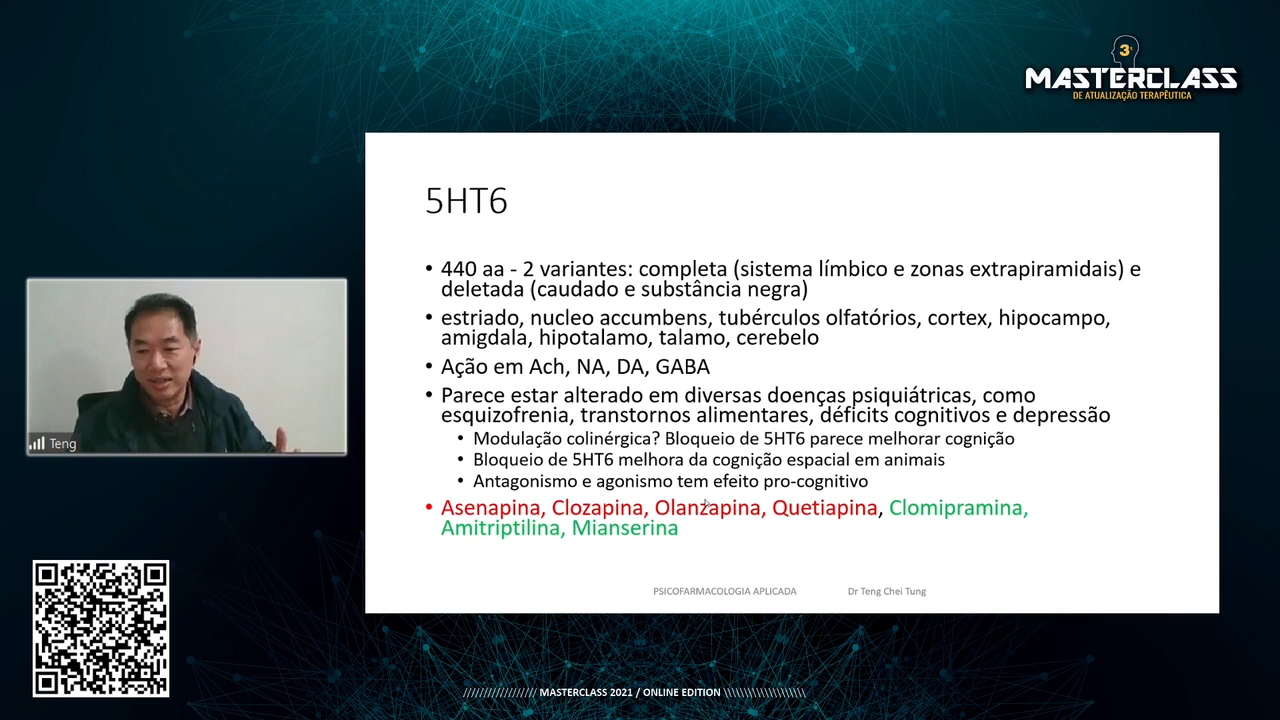 3ª
MASTERCLASS
DE ATUALIZAÇÃO TERAPÊUTICA
5HT6
• 440 aa - 2 variantes: completa (sistema límbico e zonas extrapiramidais) e
deletada (caudado e substância negra)
• estriado, nucleo accumbens, tubérculos olfatórios, cortex, hipocampo,
amigdala, hipotalamo, talamo, cerebelo
• Ação em Ach, NA, DA, GABA
• Parece estar alterado em diversas doenças psiquiátricas, como
esquizofrenia, transtornos alimentares, déficits cognitivos e depressão
• Modulação colinérgica? Bloqueio de 5HT6 parece melhorar cognição
• Bloqueio de 5HT6 melhora da cognição espacial em animais
• Antagonismo e agonismo tem efeito pro-cognitivo
• Asenapina, Clozapina, Olanzapina, Quetiapina, Clomipramina,
Amitriptilina, Mianserina
PSICOFARMACOLOGIA APLICADA Dr Teng Chei Tung
Teng
////////////////// MASTERCLASS 2021 / ONLINE EDITION \\\\\\\\\\\\\\\\\\\\